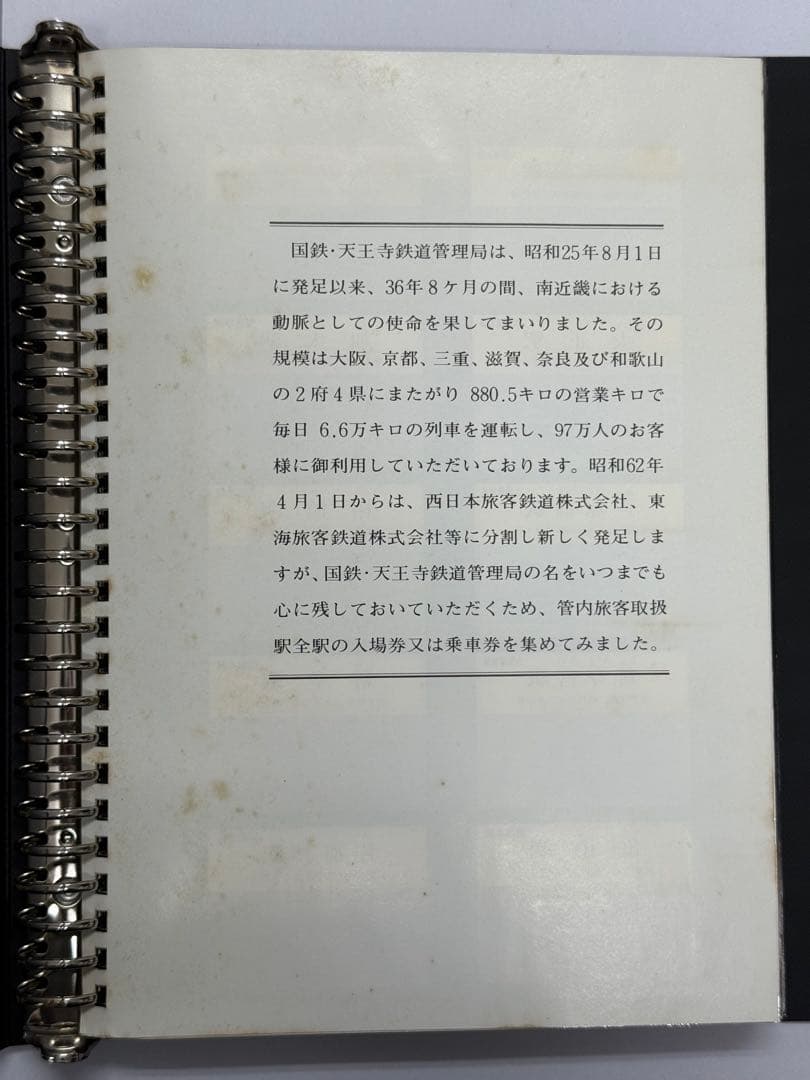 国鉄・天王寺鉄道管理局は、昭和25年8月1日
に発足以来、36年8ケ月の間、南近畿における
動脈としての使命を果してまいりました。その
規模は大阪、京都、三重、滋賀、奈良及び和歌山
の2府4県にまたがり 880.5キロの営業キロで
毎日 6.6万キロの列車を運転し、97万人のお客
様に御利用していただいております。昭和62年
4月1日からは、西日本旅客鉄道株式会社、東
海旅客鉄道株式会社等に分割し新しく発足しま
すが、国鉄・天王寺鉄道管理局の名をいつまでも
心に残しておいていただくため、管内旅客取扱
駅全駅の入場券又は乗車券を集めてみました。